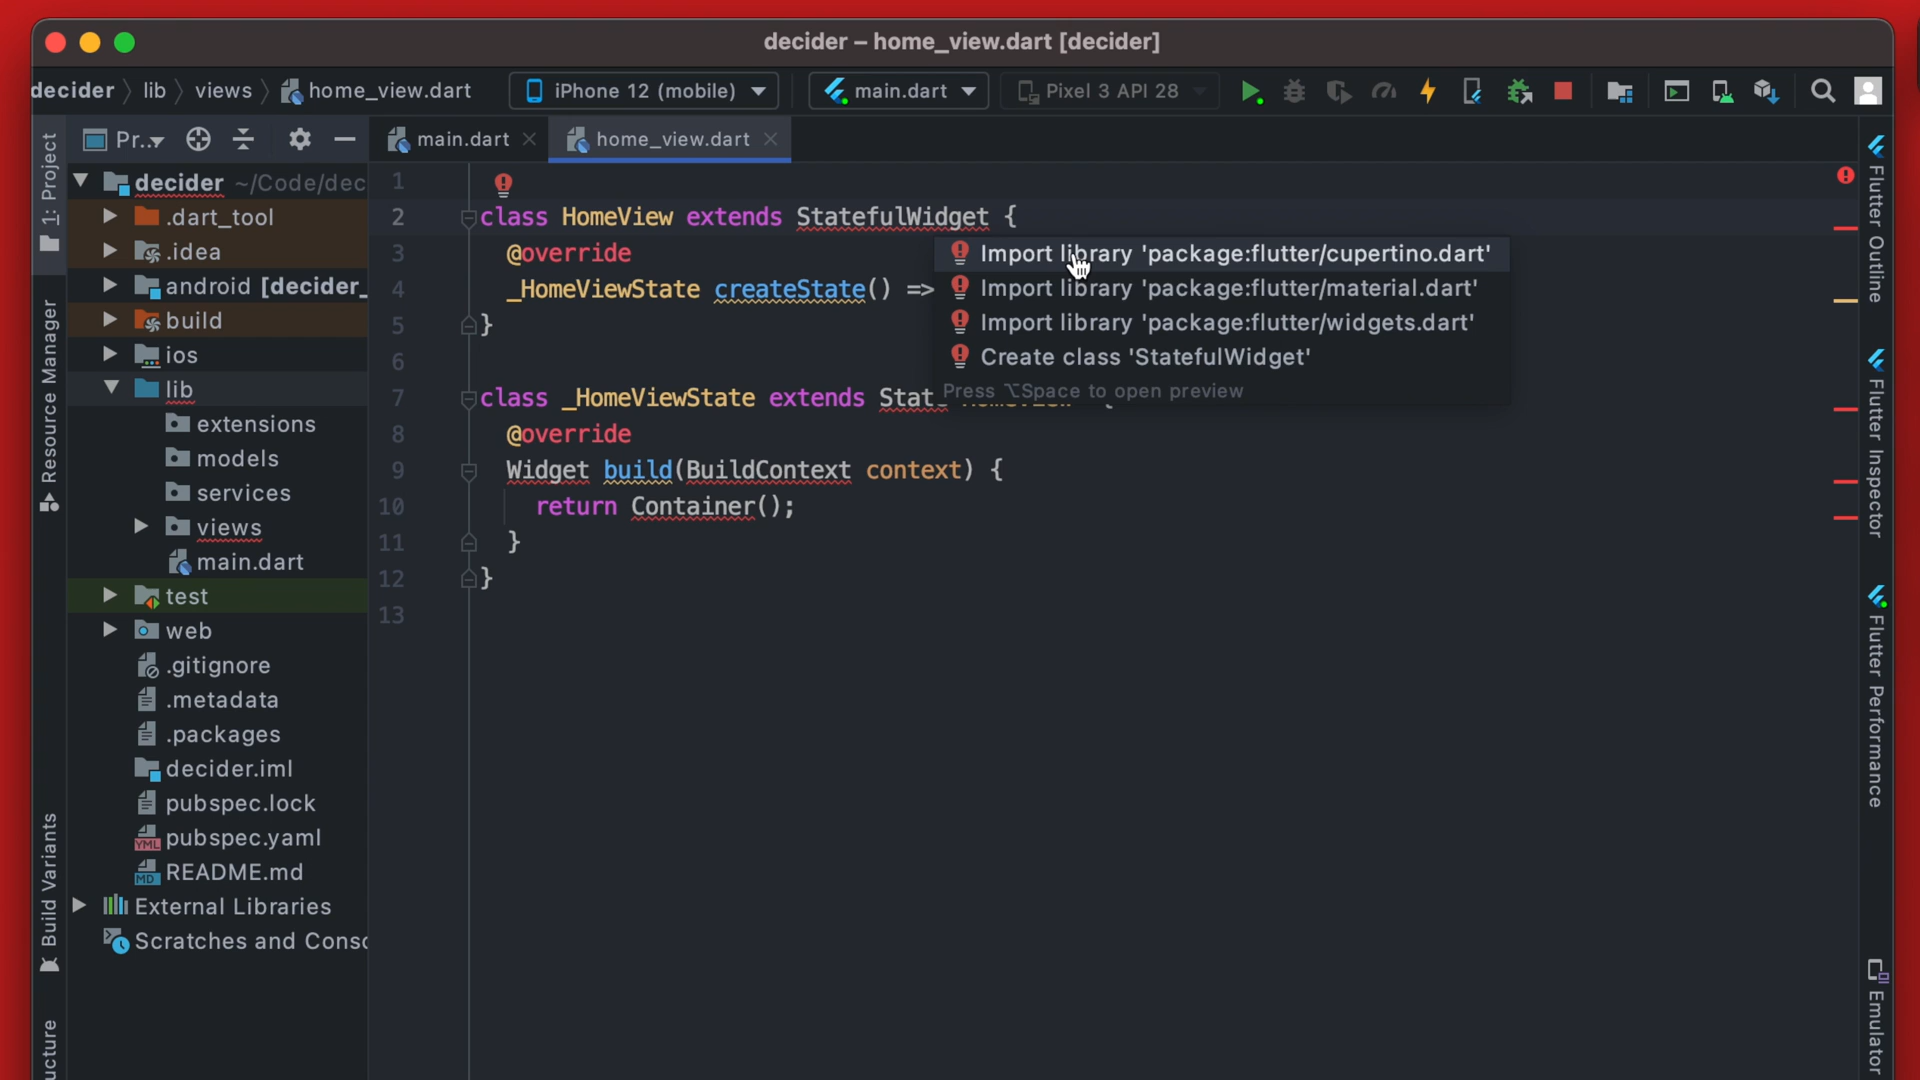 decider – home_view.dart [decider]
decider lib views home_view.dart iPhone 12 (mobile) main.dart Pixel 3 API 28
Pr... main.dart home_view.dart
decider ~/Code/dec
.dart_tool
.idea
android [decider_
build
ios
lib
extensions
models
services
views
main.dart
test
web
.gitignore
.metadata
.packages
decider.iml
pubspec.lock
pubspec.yaml
README.md
External Libraries
Scratches and Conso
1: Project
Resource Manager
Build Variants
ucture
1
2 class HomeView extends StatefulWidget {
3 @override
4 _HomeViewState createState() =>
5 }
6
7 class _HomeViewState extends State
8 @override
9 Widget build(BuildContext context) {
10 return Container();
11 }
12 }
13
Import library 'package:flutter/cupertino.dart'
Import library 'package:flutter/material.dart'
Import library 'package:flutter/widgets.dart'
Create class 'StatefulWidget'
Press ⌥Space to open preview
Flutter Outline
Flutter Inspector
Flutter Performance
Emulator